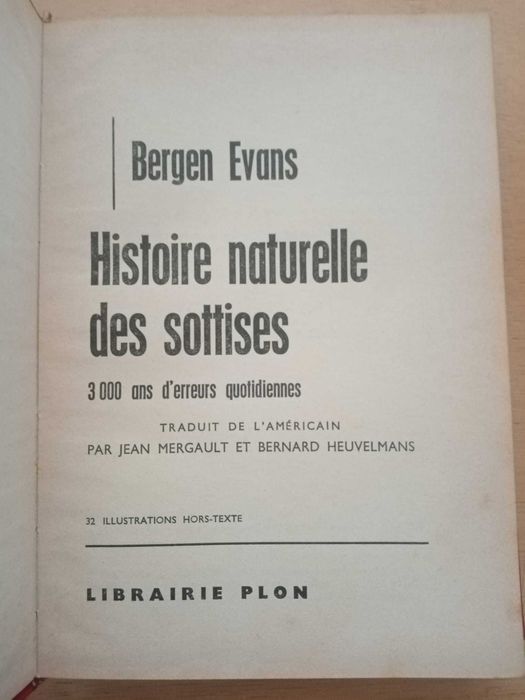 Bergen Evans
Histoire naturelle
des sottises
3 000 ans d'erreurs quotidiennes
TRADUIT DE L'AMÉRICAIN
PAR JEAN MERGAULT ET BERNARD HEUVELMANS
32 ILLUSTRATIONS HORS-TEXTE
LIBRAIRIE PLON